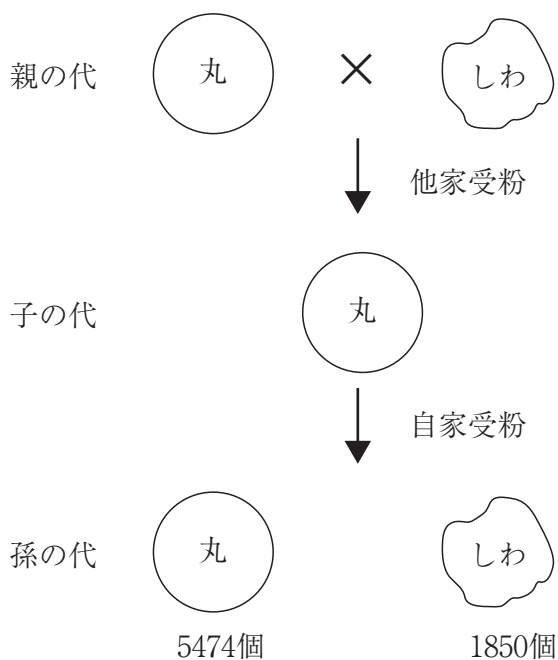 親の代 丸 × しわ
他家受粉
子の代 丸
自家受粉
孫の代 丸 しわ
5474個 1850個